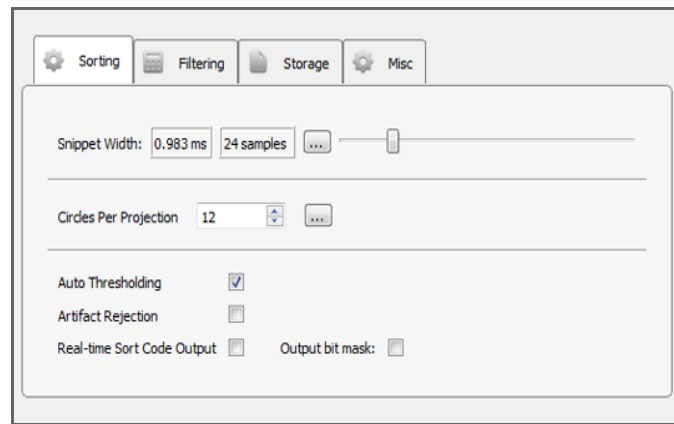 Sorting Filtering Storage Misc
Snippet Width: 0.983 ms 24 samples ...
Circles Per Projection 12 ...
Auto Thresholding
Artifact Rejection
Real-time Sort Code Output Output bit mask: